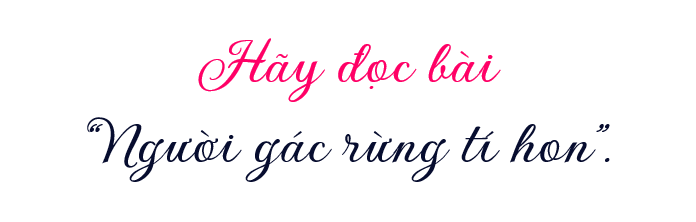 Hãy đọc bài
“Người gác rừng tí hon”.